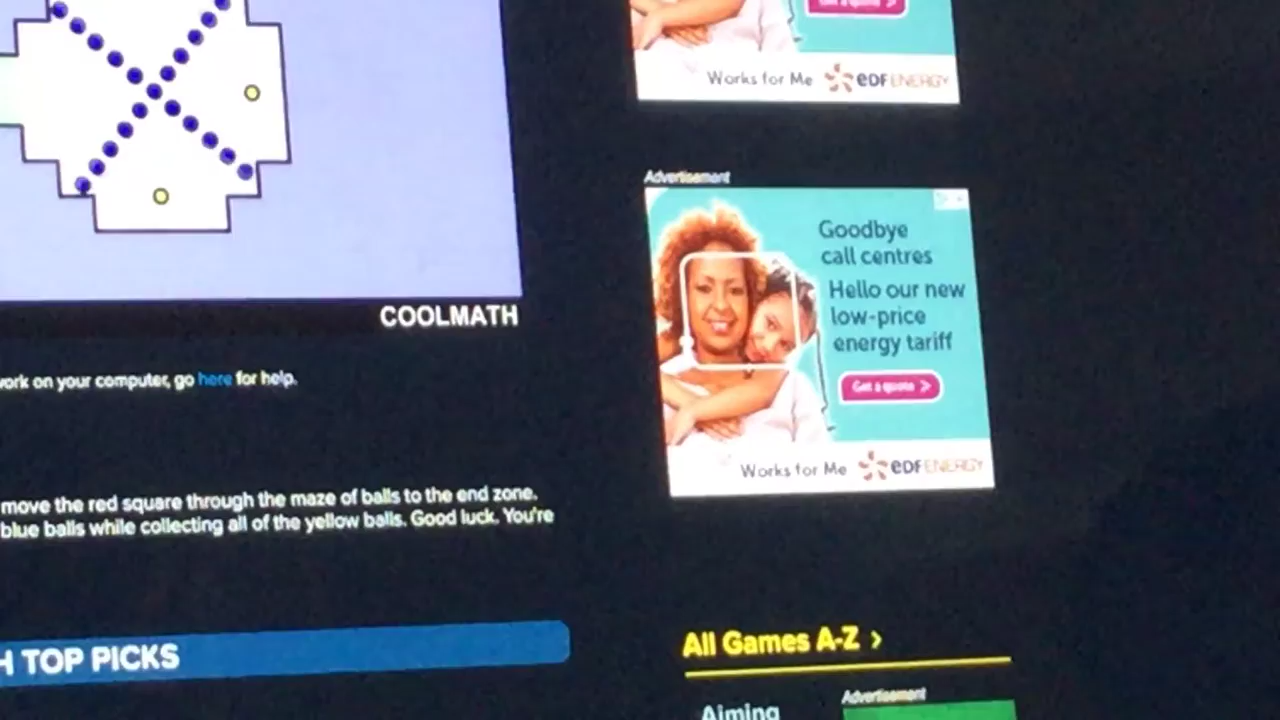 Get a quote >
Works for Me eDF ENERGY
Advertisement
Goodbye
call centres
Hello our new
low-price
energy tariff
Get a quote >
Works for Me eDF ENERGY
COOLMATH
work on your computer, go here for help.
move the red square through the maze of balls to the end zone.
blue balls while collecting all of the yellow balls. Good luck. You're
H TOP PICKS
All Games A-Z >
Advertisement
Aiming